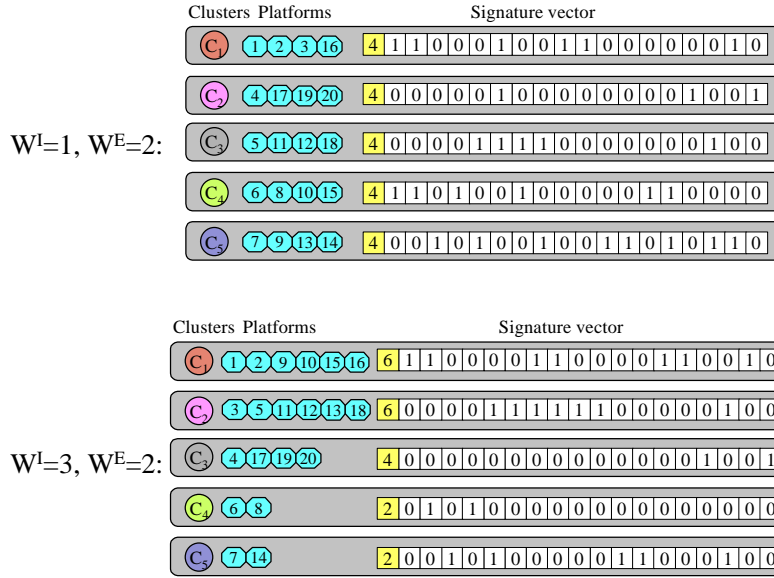 Clusters Platforms Signature vector
C1 1 2 3 16 4 1 1 0 0 0 1 0 0 1 1 0 0 0 0 0 0 1 0
C2 4 17 19 20 4 0 0 0 0 0 1 0 0 0 0 0 0 0 0 1 0 0 1
W^I=1, W^E=2: C3 5 11 12 18 4 0 0 0 0 1 1 1 1 0 0 0 0 0 0 0 1 0 0
C4 6 8 10 15 4 1 1 0 1 0 0 1 0 0 0 0 0 1 1 0 0 0 0
C5 7 9 13 14 4 0 0 1 0 1 0 0 1 0 0 1 1 0 1 0 1 1 0
Clusters Platforms Signature vector
C1 1 2 9 10 15 16 6 1 1 0 0 0 0 1 1 0 0 0 0 1 1 0 0 1 0
C2 3 5 11 12 13 18 6 0 0 0 0 1 1 1 1 1 1 0 0 0 0 0 1 0 0
W^I=3, W^E=2: C3 4 17 19 20 4 0 0 0 0 0 0 0 0 0 0 0 0 0 0 1 0 0 1
C4 6 8 2 0 1 0 1 0 0 0 0 0 0 0 0 0 0 0 0 0 0
C5 7 14 2 0 0 1 0 1 0 0 0 0 0 1 1 0 0 0 1 0 0